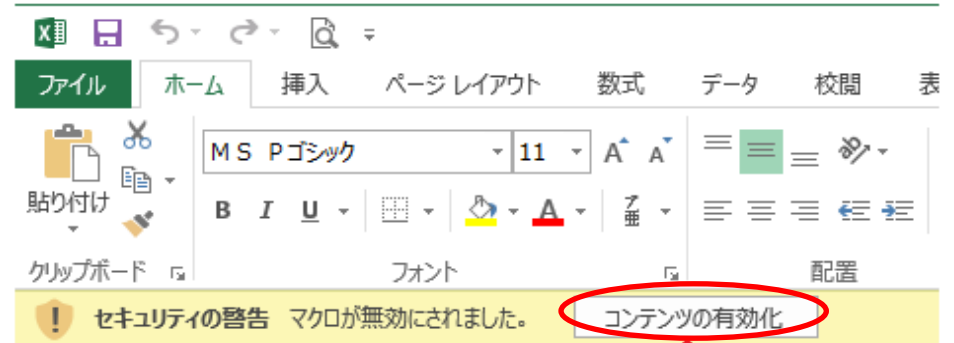 ファイル ホーム 挿入 ページ レイアウト 数式 データ 校閲 表
ＭＳ Ｐゴシック 11 A A
貼り付け B I U A ア 亜
クリップボード フォント 配置
セキュリティの警告 マクロが無効にされました。 コンテンツの有効化